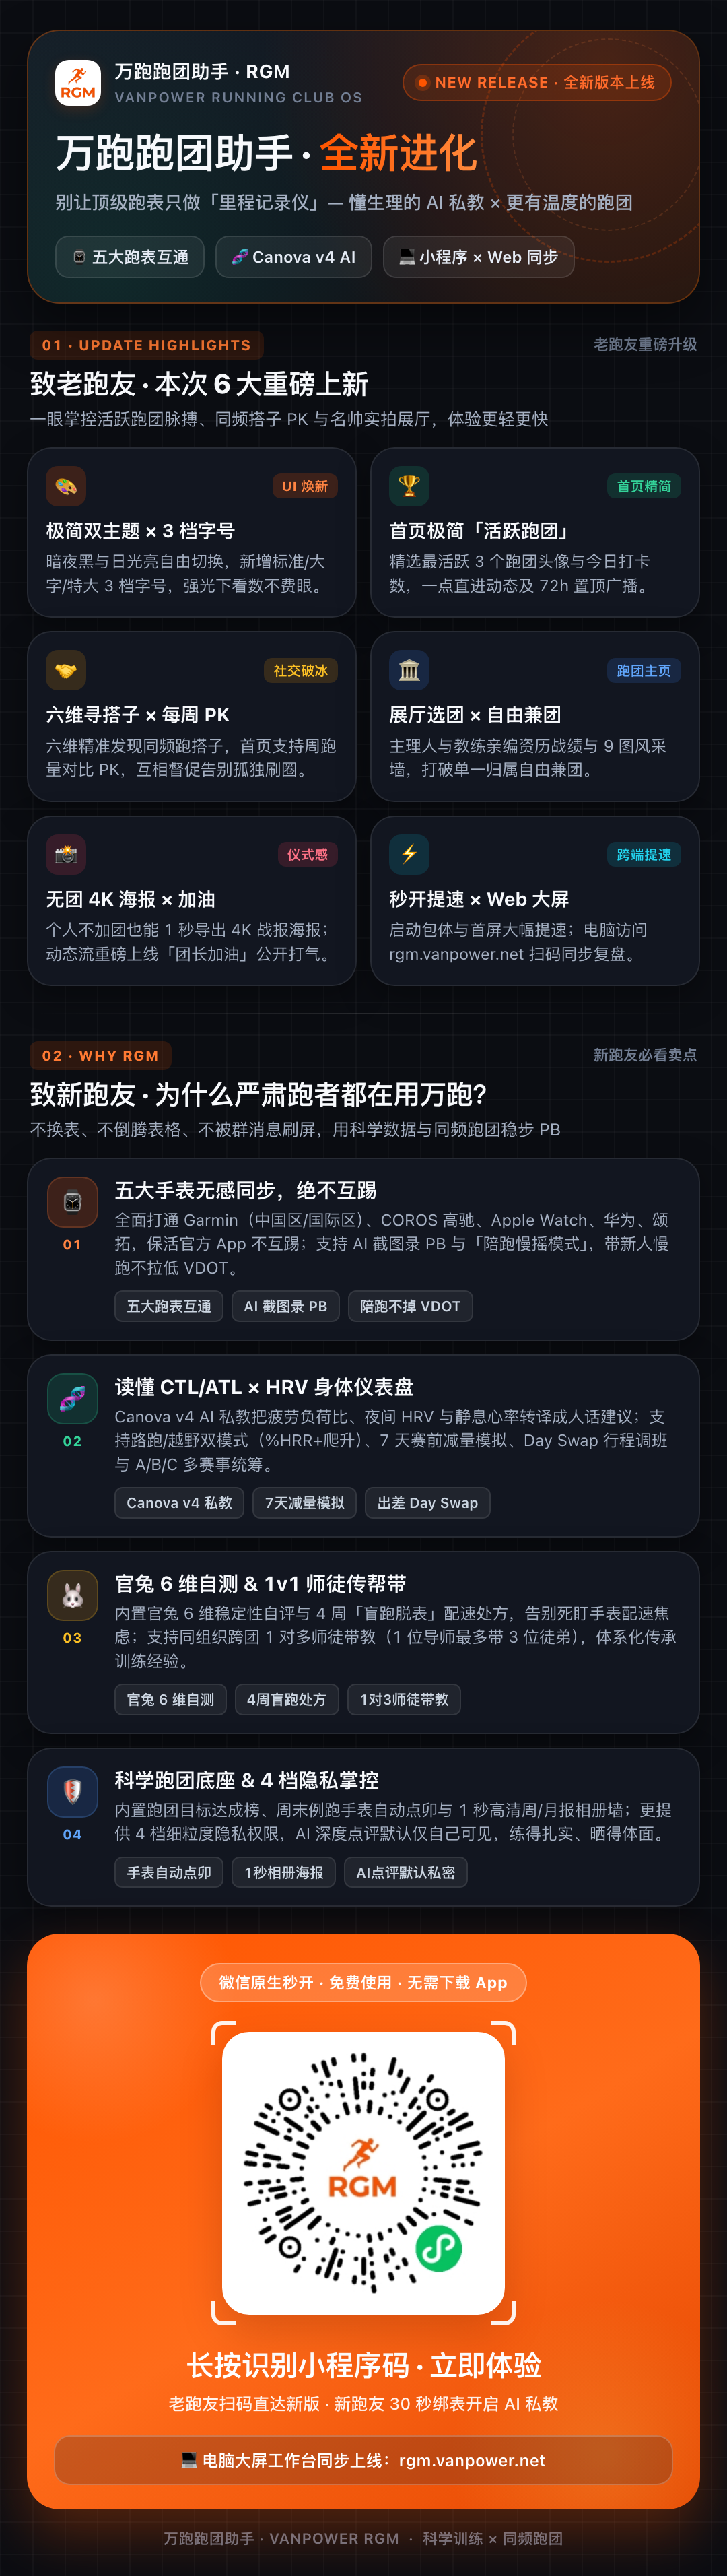 RGM
万跑跑团助手 · RGM
VANPOWER RUNNING CLUB OS
NEW RELEASE · 全新版本上线
万跑跑团助手 · 全新进化
别让顶级跑表只做「里程记录仪」— 懂生理的 AI 私教 × 更有温度的跑团
五大跑表互通
Canova v4 AI
小程序 × Web 同步
01 · UPDATE HIGHLIGHTS
老跑友重磅升级
致老跑友 · 本次 6 大重磅上新
一眼掌控活跃跑团脉搏、同频搭子 PK 与名帅实拍展厅，体验更轻更快
UI 焕新
极简双主题 × 3 档字号
暗夜黑与日光亮自由切换，新增标准/大
字/特大 3 档字号，强光下看数不费眼。
首页精简
首页极简「活跃跑团」
精选最活跃 3 个跑团头像与今日打卡
数，一点直进动态及 72h 置顶广播。
社交破冰
六维寻搭子 × 每周 PK
六维精准发现同频跑搭子，首页支持周跑
量对比 PK，互相督促告别孤独刷圈。
跑团主页
展厅选团 × 自由兼团
主理人与教练亲编资历战绩与 9 图风采
墙，打破单一归属自由兼团。
仪式感
无团 4K 海报 × 加油
个人不加团也能 1 秒导出 4K 战报海报；
动态流重磅上线「团长加油」公开打气。
跨端提速
秒开提速 × Web 大屏
启动包体与首屏大幅提速；电脑访问
rgm.vanpower.net 扫码同步复盘。
02 · WHY RGM
新跑友必看卖点
致新跑友 · 为什么严肃跑者都在用万跑?
不换表、不倒腾表格、不被群消息刷屏，用科学数据与同频跑团稳步 PB
01
五大手表无感同步，绝不互踢
全面打通 Garmin（中国区/国际区）、COROS 高驰、Apple Watch、华为、颂
拓，保活官方 App 不互踢；支持 AI 截图录 PB 与「陪跑慢摇模式」，带新人慢
跑不拉低 VDOT。
五大跑表互通
AI 截图录 PB
陪跑不掉 VDOT
02
读懂 CTL/ATL × HRV 身体仪表盘
Canova v4 AI 私教把疲劳负荷比、夜间 HRV 与静息心率转译成人话建议；支
持路跑/越野双模式（%HRR+爬升）、7 天赛前减量模拟、Day Swap 行程调班
与 A/B/C 多赛事统筹。
Canova v4 私教
7天减量模拟
出差 Day Swap
03
官兔 6 维自测 & 1v1 师徒传帮带
内置官兔 6 维稳定性自评与 4 周「盲跑脱表」配速处方，告别死盯手表配速焦
虑；支持同组织跨团 1 对多师徒带教（1 位导师最多带 3 位徒弟），体系化传承
训练经验。
官兔 6 维自测
4周盲跑处方
1对3师徒带教
04
科学跑团底座 & 4 档隐私掌控
内置跑团目标达成榜、周末例跑手表自动点卯与 1 秒高清周/月报相册墙；更提
供 4 档细粒度隐私权限，AI 深度点评默认仅自己可见，练得扎实、晒得体面。
手表自动点卯
1秒相册海报
AI点评默认私密
微信原生秒开 · 免费使用 · 无需下载 App
RGM
长按识别小程序码 · 立即体验
老跑友扫码直达新版 · 新跑友 30 秒绑表开启 AI 私教
电脑大屏工作台同步上线：rgm.vanpower.net
万跑跑团助手 · VANPOWER RGM · 科学训练 × 同频跑团